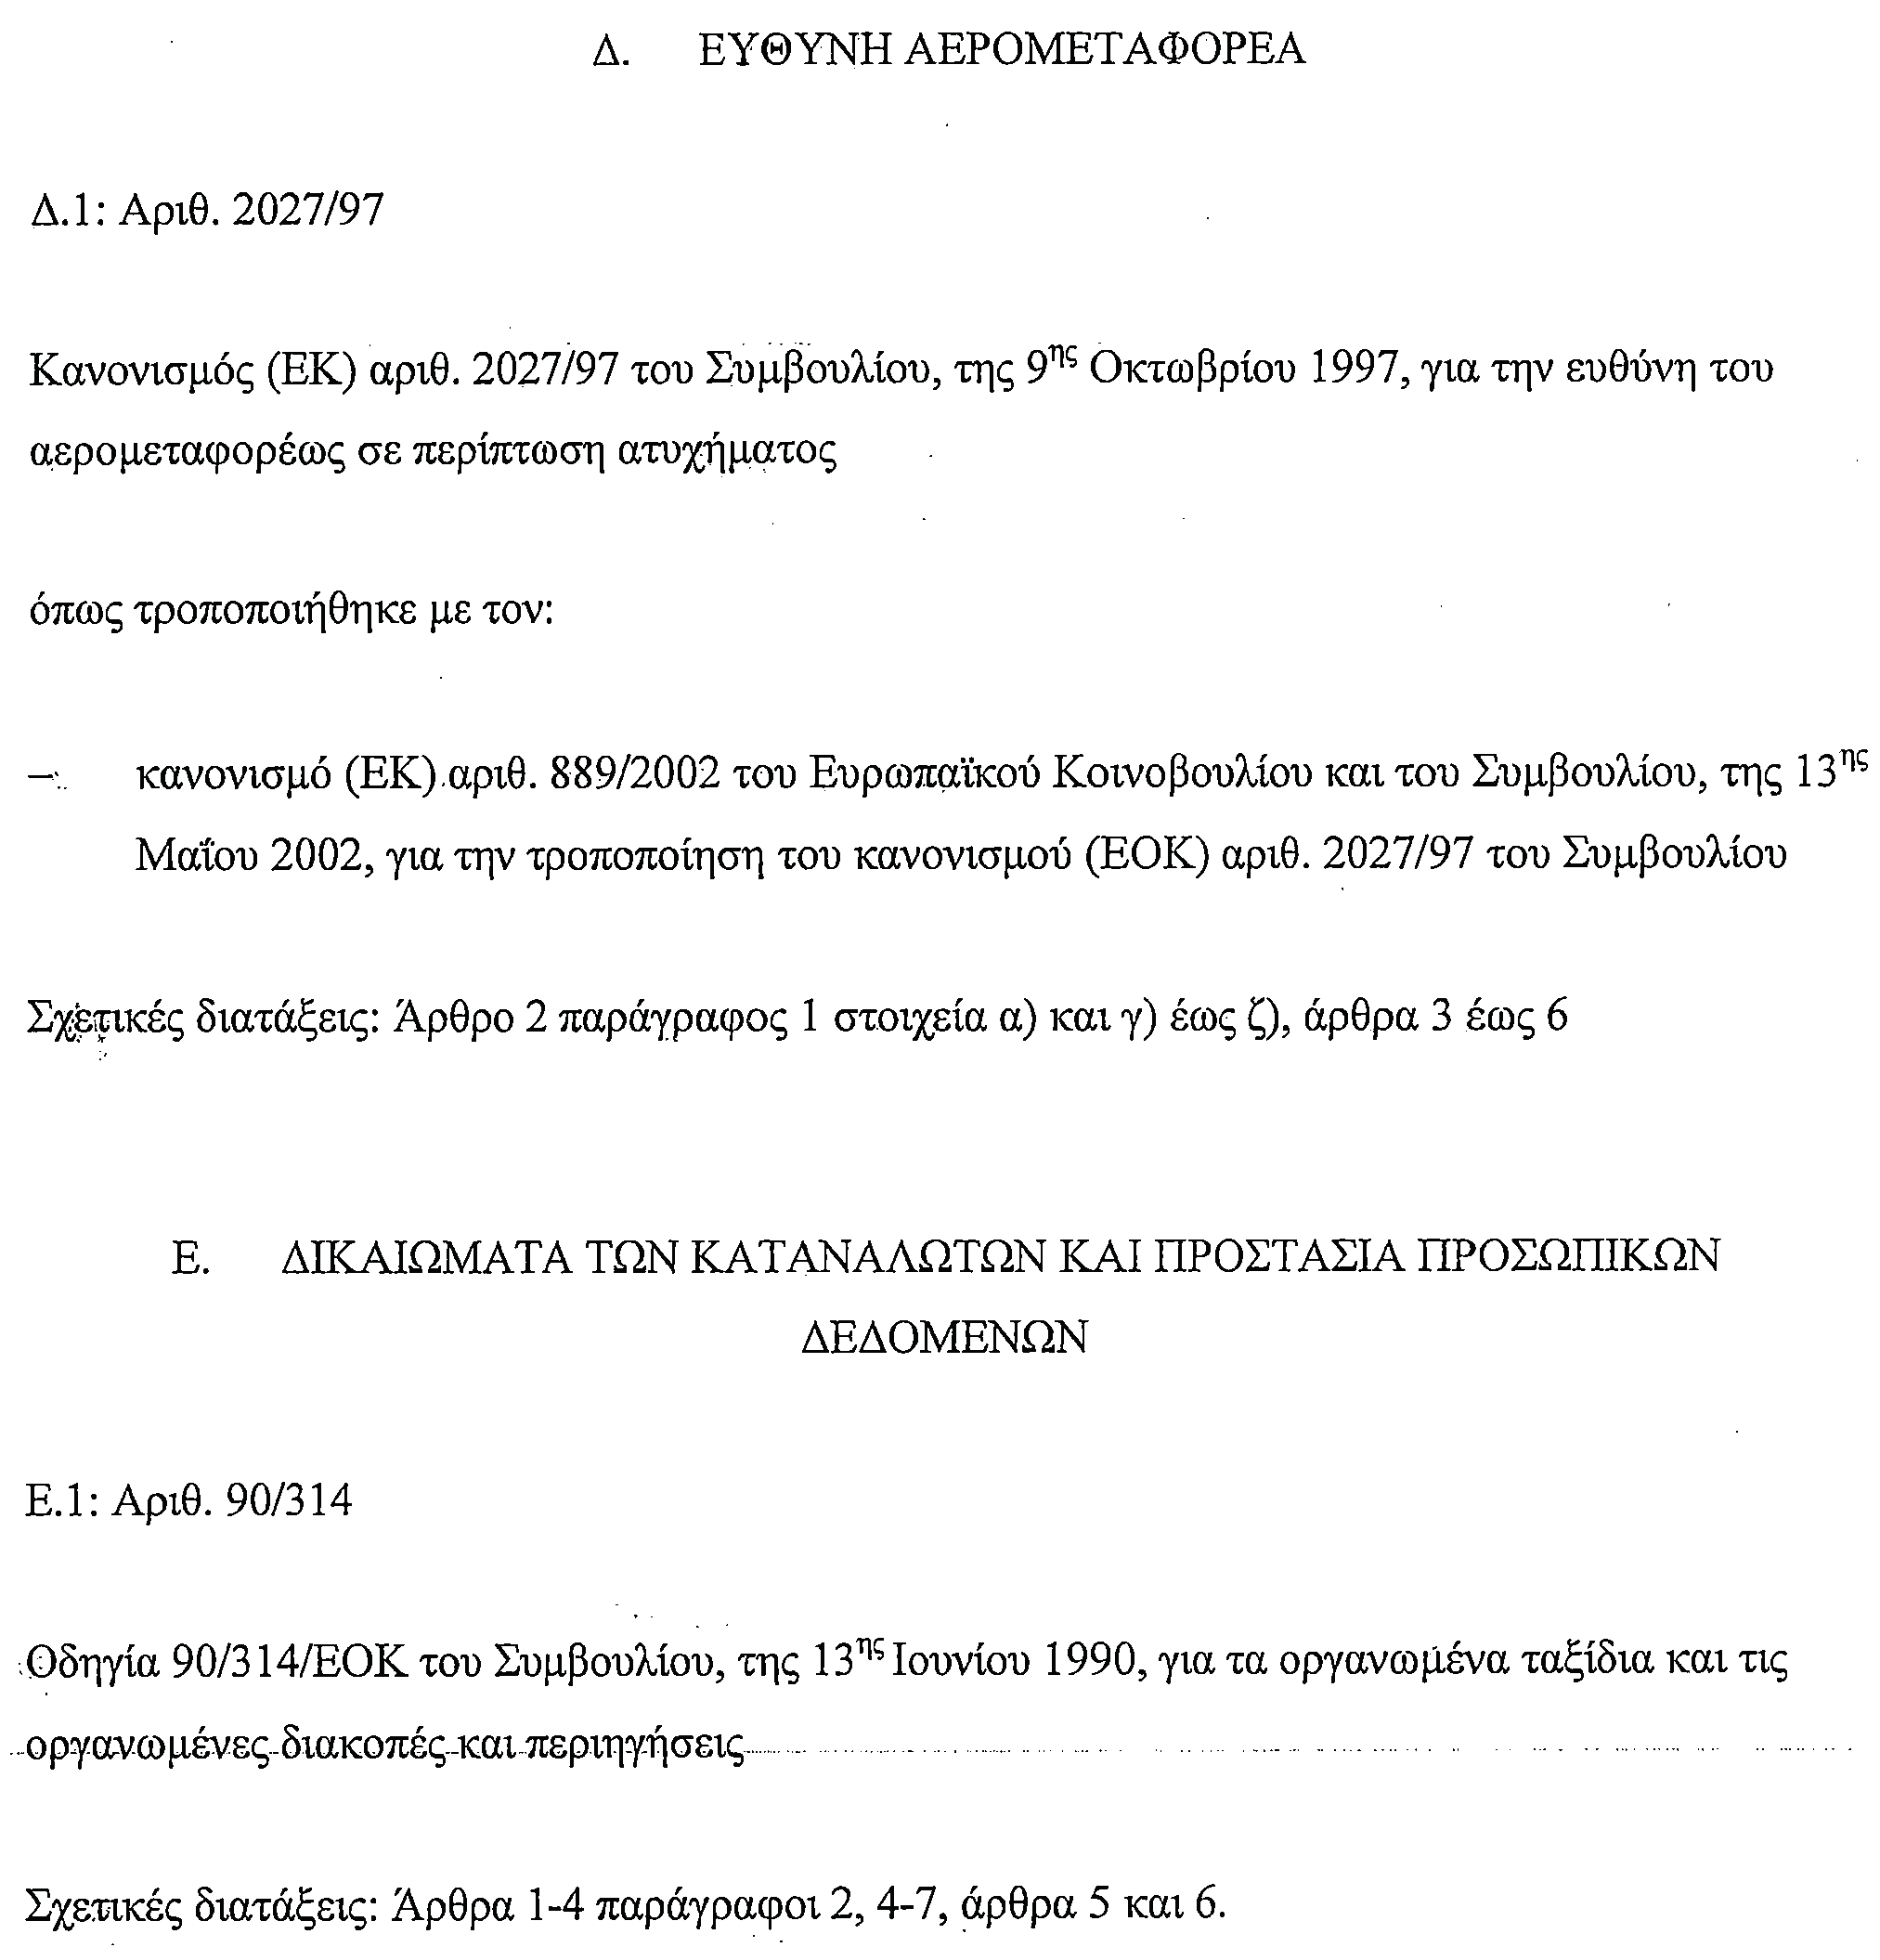 Δ. ΕΥΘΥΝΗ ΑΕΡΟΜΕΤΑΦΟΡΕΑ
Δ.1: Αριθ. 2027/97
Κανονισμός (ΕΚ) αριθ. 2027/97 του Συμβουλίου, της 9ης Οκτωβρίου 1997, για την ευθύνη του
αερομεταφορέως σε περίπτωση ατυχήματος
όπως τροποποιήθηκε με τον:
– κανονισμό (ΕΚ) αριθ. 889/2002 του Ευρωπαϊκού Κοινοβουλίου και του Συμβουλίου, της 13ης
Μαΐου 2002, για την τροποποίηση του κανονισμού (ΕΟΚ) αριθ. 2027/97 του Συμβουλίου
Σχετικές διατάξεις: Άρθρο 2 παράγραφος 1 στοιχεία α) και γ) έως ζ), άρθρα 3 έως 6
Ε. ΔΙΚΑΙΩΜΑΤΑ ΤΩΝ ΚΑΤΑΝΑΛΩΤΩΝ ΚΑΙ ΠΡΟΣΤΑΣΙΑ ΠΡΟΣΩΠΙΚΩΝ
ΔΕΔΟΜΕΝΩΝ
Ε.1: Αριθ. 90/314
Οδηγία 90/314/ΕΟΚ του Συμβουλίου, της 13ης Ιουνίου 1990, για τα οργανωμένα ταξίδια και τις
οργανωμένες διακοπές και περιηγήσεις
Σχετικές διατάξεις: Άρθρα 1-4 παράγραφοι 2, 4-7, άρθρα 5 και 6.